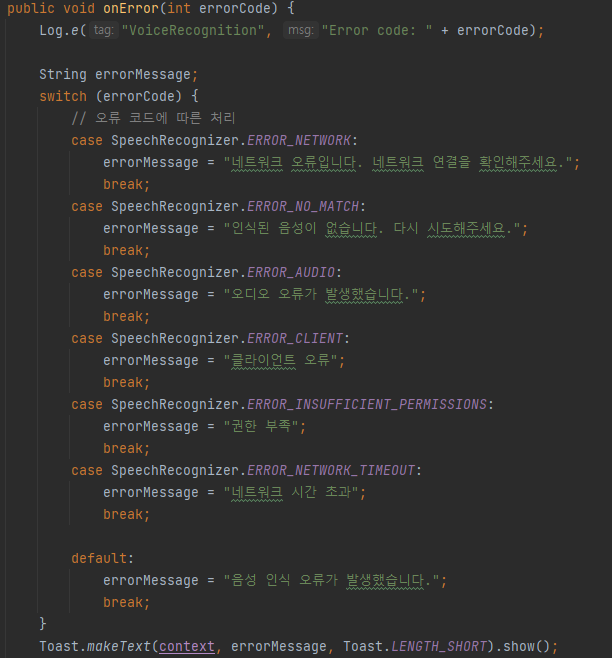 public void onError(int errorCode) {
Log.e( tag: "VoiceRecognition", msg: "Error code: " + errorCode);
String errorMessage;
switch (errorCode) {
// 오류 코드에 따른 처리
case SpeechRecognizer.ERROR_NETWORK:
errorMessage = "네트워크 오류입니다. 네트워크 연결을 확인해주세요.";
break;
case SpeechRecognizer.ERROR_NO_MATCH:
errorMessage = "인식된 음성이 없습니다. 다시 시도해주세요.";
break;
case SpeechRecognizer.ERROR_AUDIO:
errorMessage = "오디오 오류가 발생했습니다.";
break;
case SpeechRecognizer.ERROR_CLIENT:
errorMessage = "클라이언트 오류";
break;
case SpeechRecognizer.ERROR_INSUFFICIENT_PERMISSIONS:
errorMessage = "권한 부족";
break;
case SpeechRecognizer.ERROR_NETWORK_TIMEOUT:
errorMessage = "네트워크 시간 초과";
break;
default:
errorMessage = "음성 인식 오류가 발생했습니다.";
break;
}
Toast.makeText(context, errorMessage, Toast.LENGTH_SHORT).show();